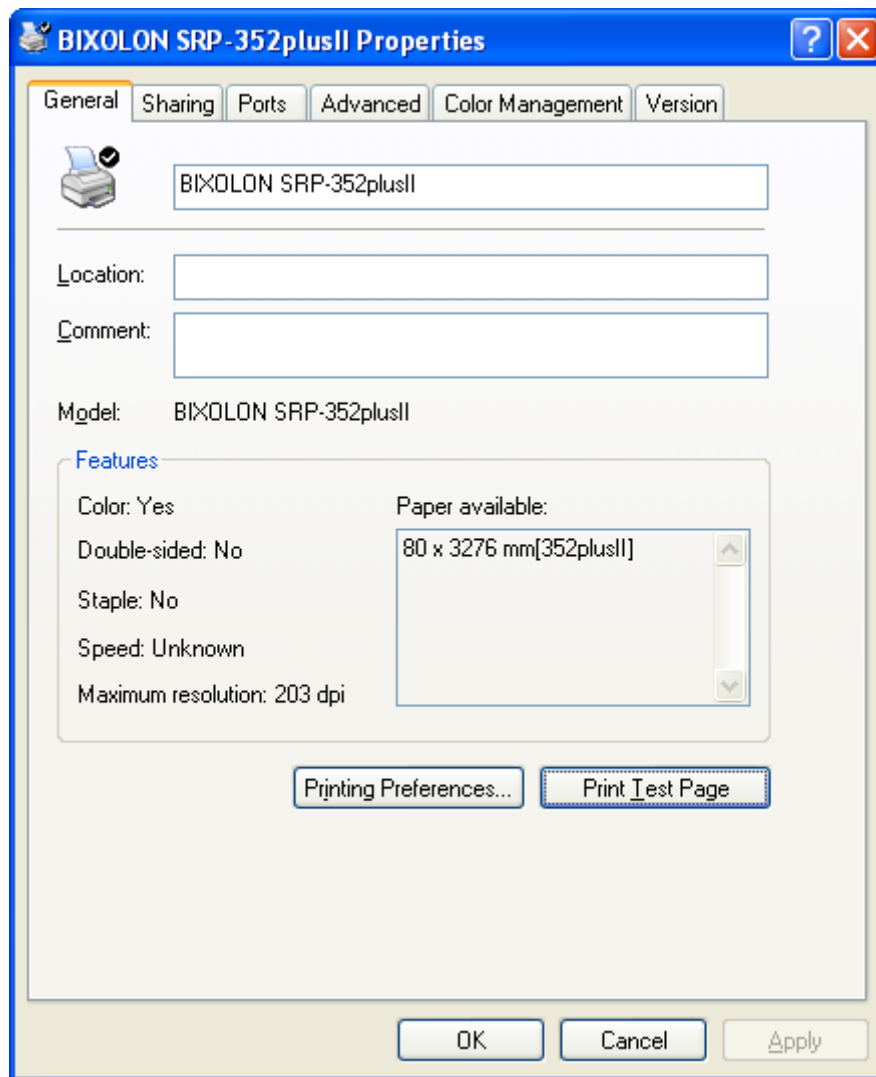 BIXOLON SRP-352plusII Properties
General Sharing Ports Advanced Color Management Version
BIXOLON SRP-352plusII
Location:
Comment:
Model: BIXOLON SRP-352plusII
Features
Color: Yes
Double-sided: No
Staple: No
Speed: Unknown
Maximum resolution: 203 dpi
Paper available:
80 x 3276 mm[352plusII]
Printing Preferences... Print Test Page
OK Cancel Apply